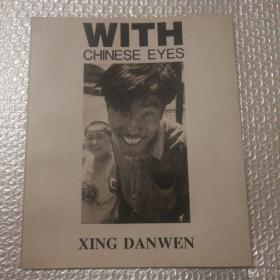 WITH
CHINESE EYES
XING DANWEN